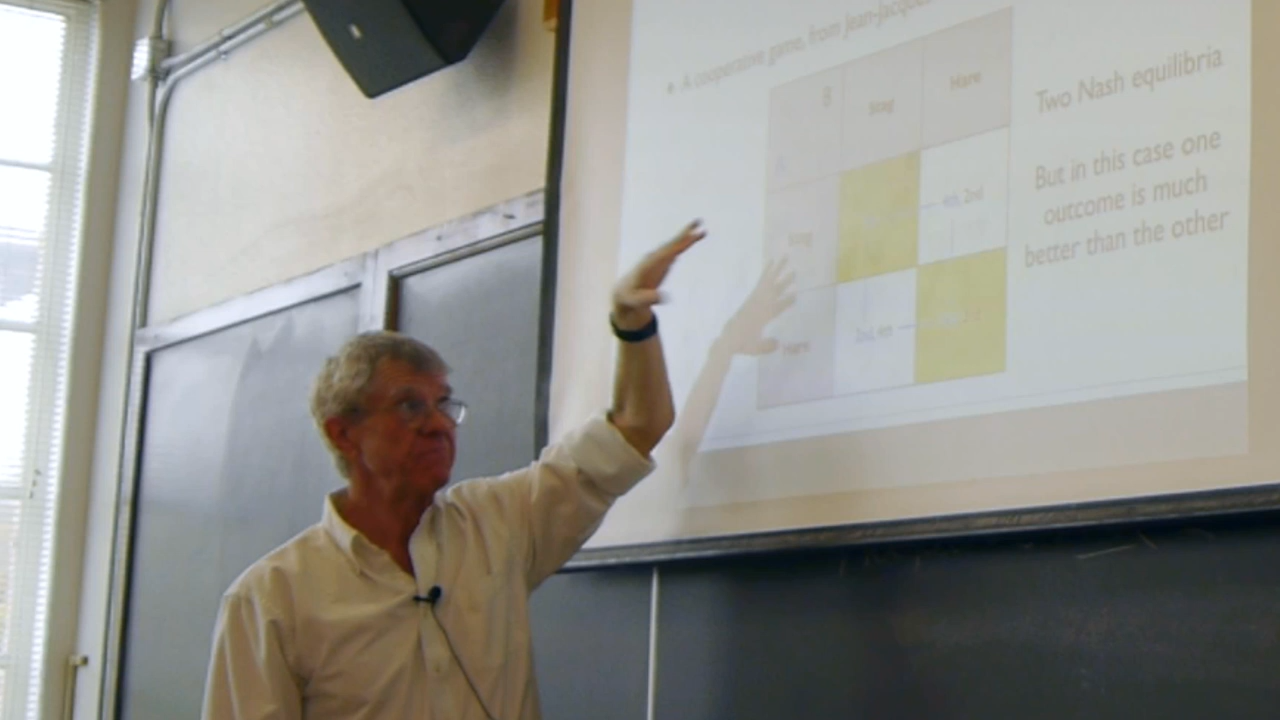 A cooperative game, from Jean-Jacques
B
Stag
Hare
Two Nash equilibria
But in this case one
outcome is much
better than the other
4th, 2nd
Stag
2nd, 4th
Hare